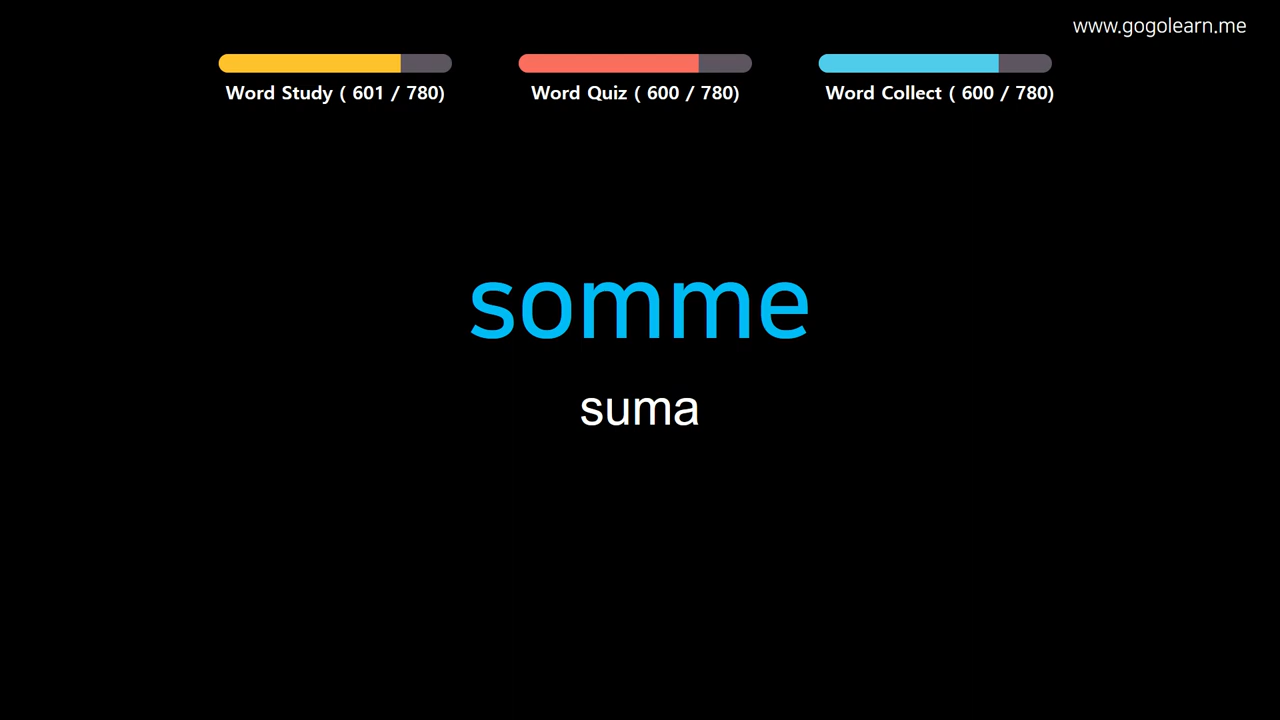 www.gogolearn.me
Word Study ( 601 / 780)
Word Quiz ( 600 / 780)
Word Collect ( 600 / 780)
somme
suma